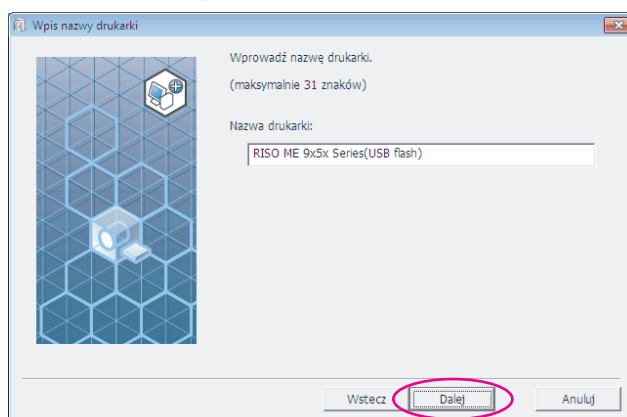 Wpis nazwy drukarki
Wprowadź nazwę drukarki.
(maksymalnie 31 znaków)
Nazwa drukarki:
RISO ME 9x5x Series(USB flash)
Wstecz Dalej Anuluj